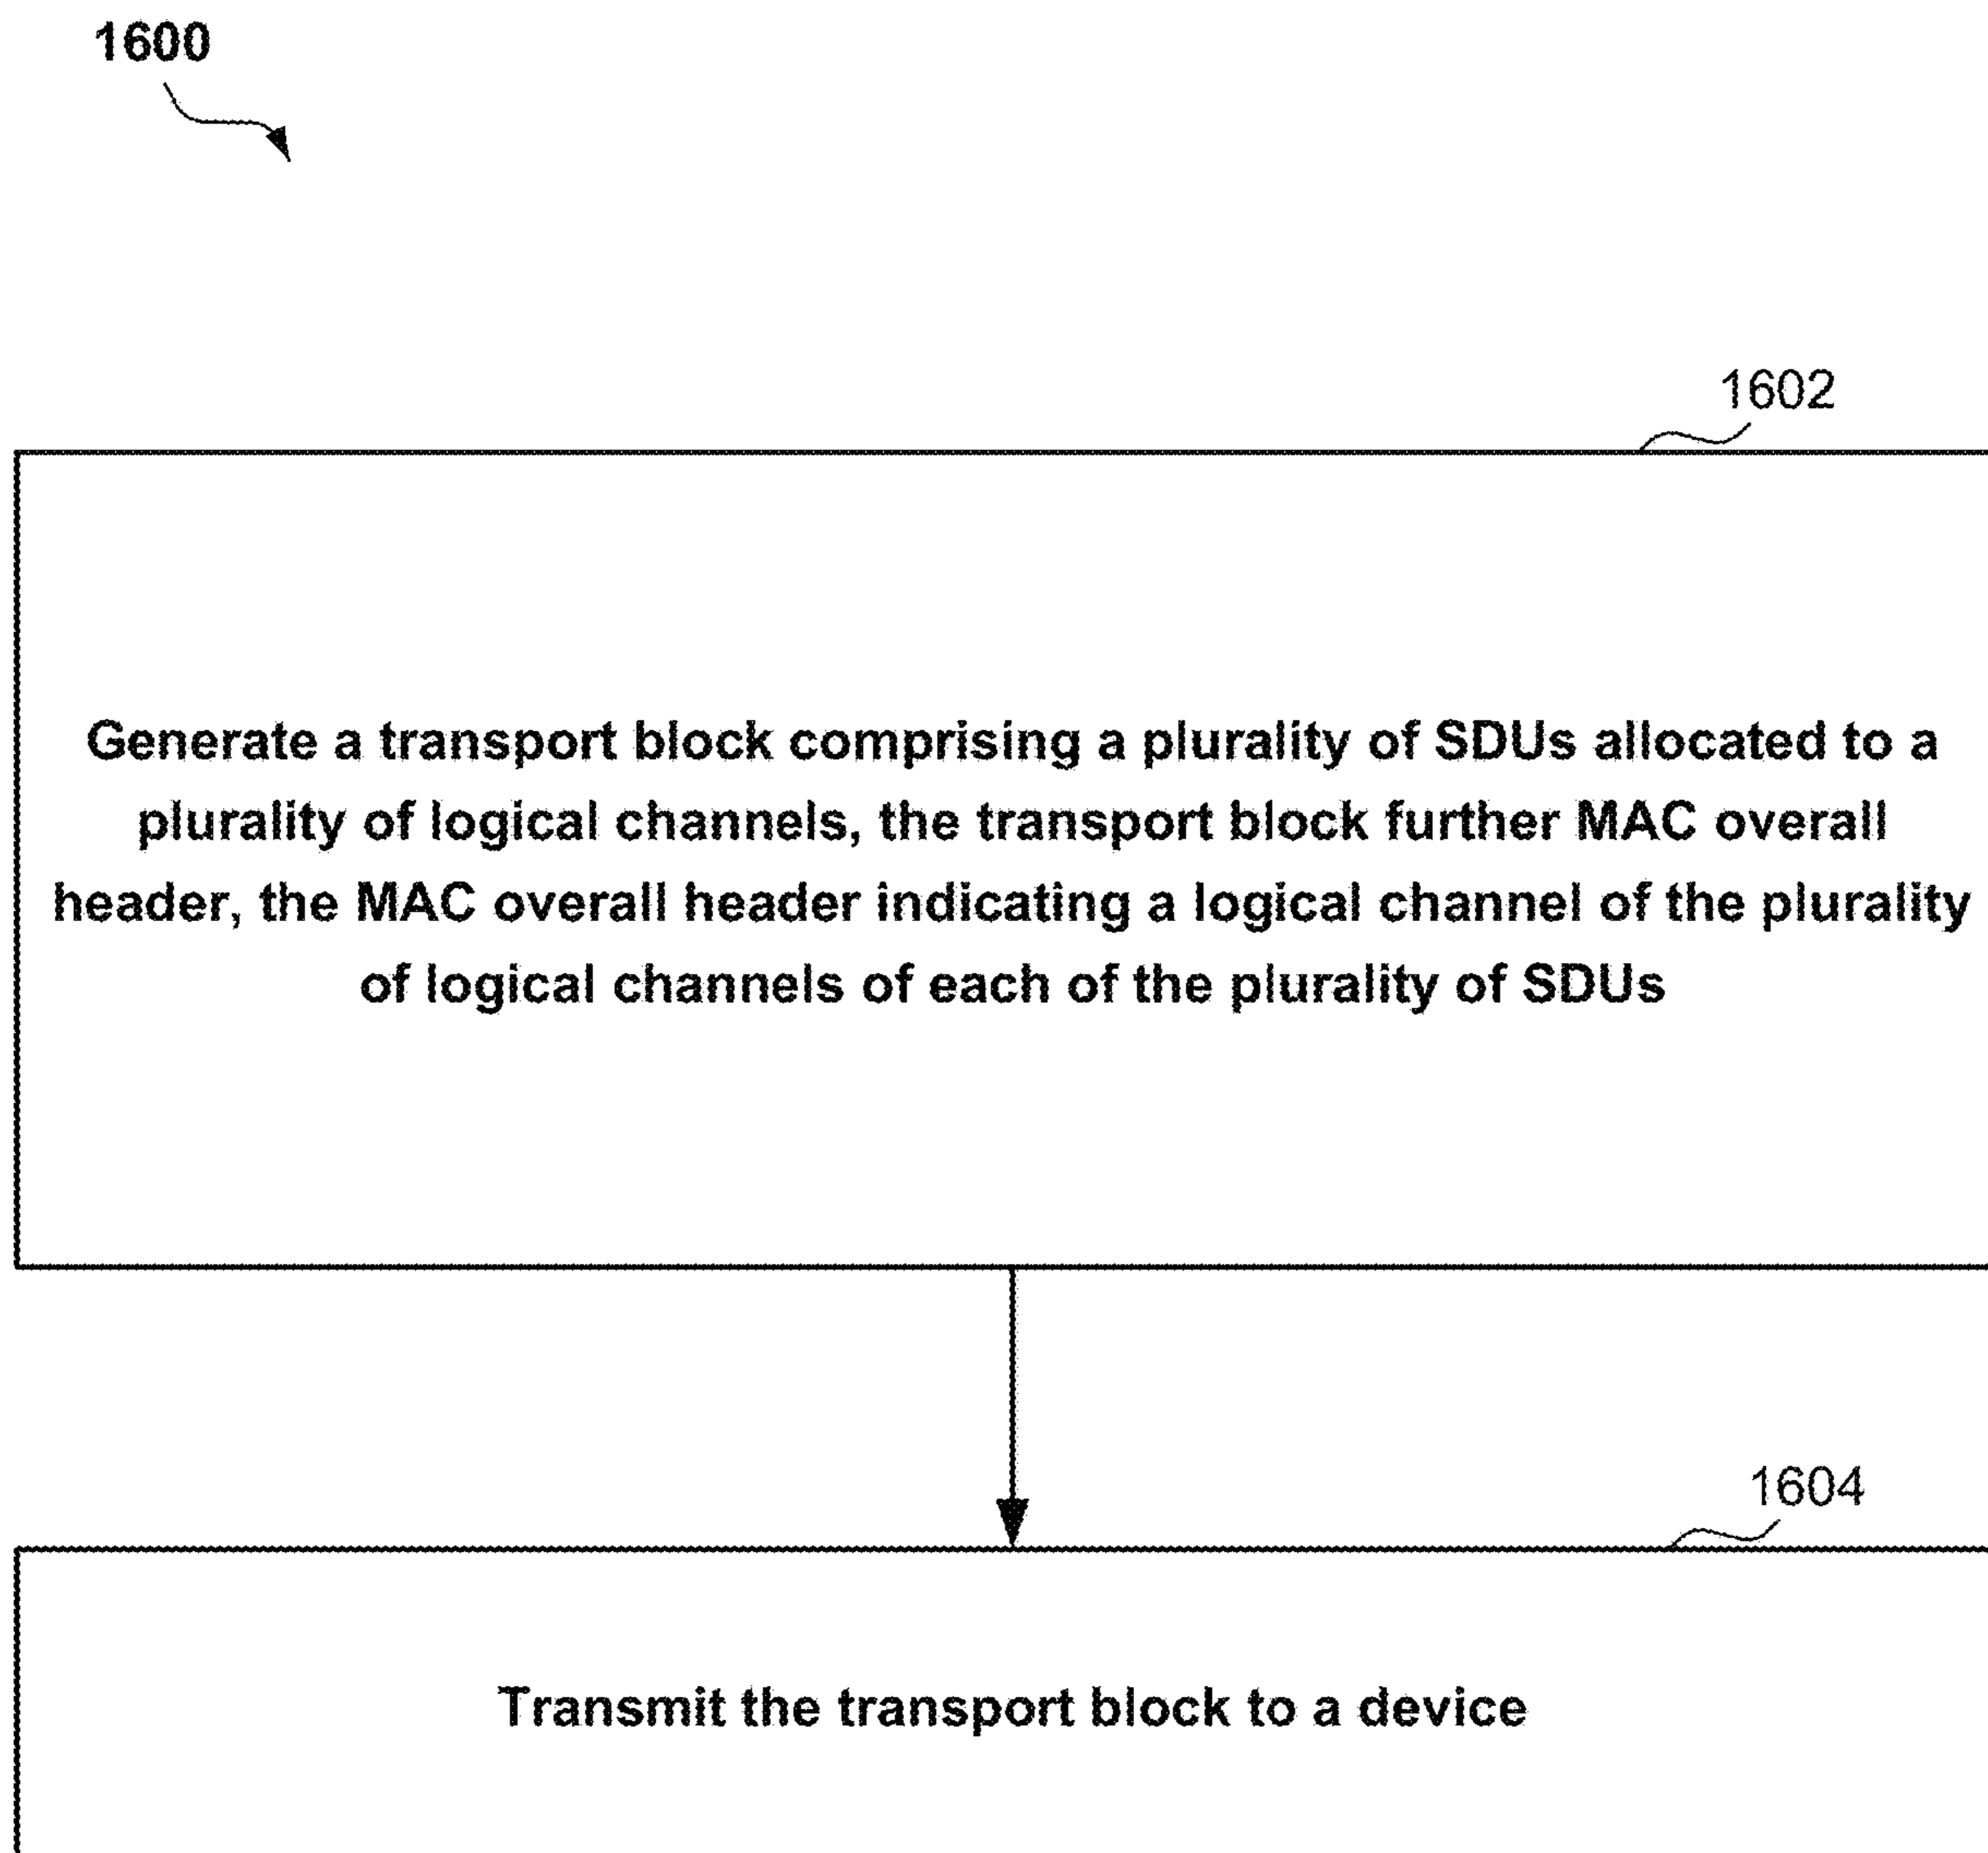 1600
1602
Generate a transport block comprising a plurality of SDUs allocated to a
plurality of logical channels, the transport block further MAC overall
header, the MAC overall header indicating a logical channel of the plurality
of logical channels of each of the plurality of SDUs
1604
Transmit the transport block to a device